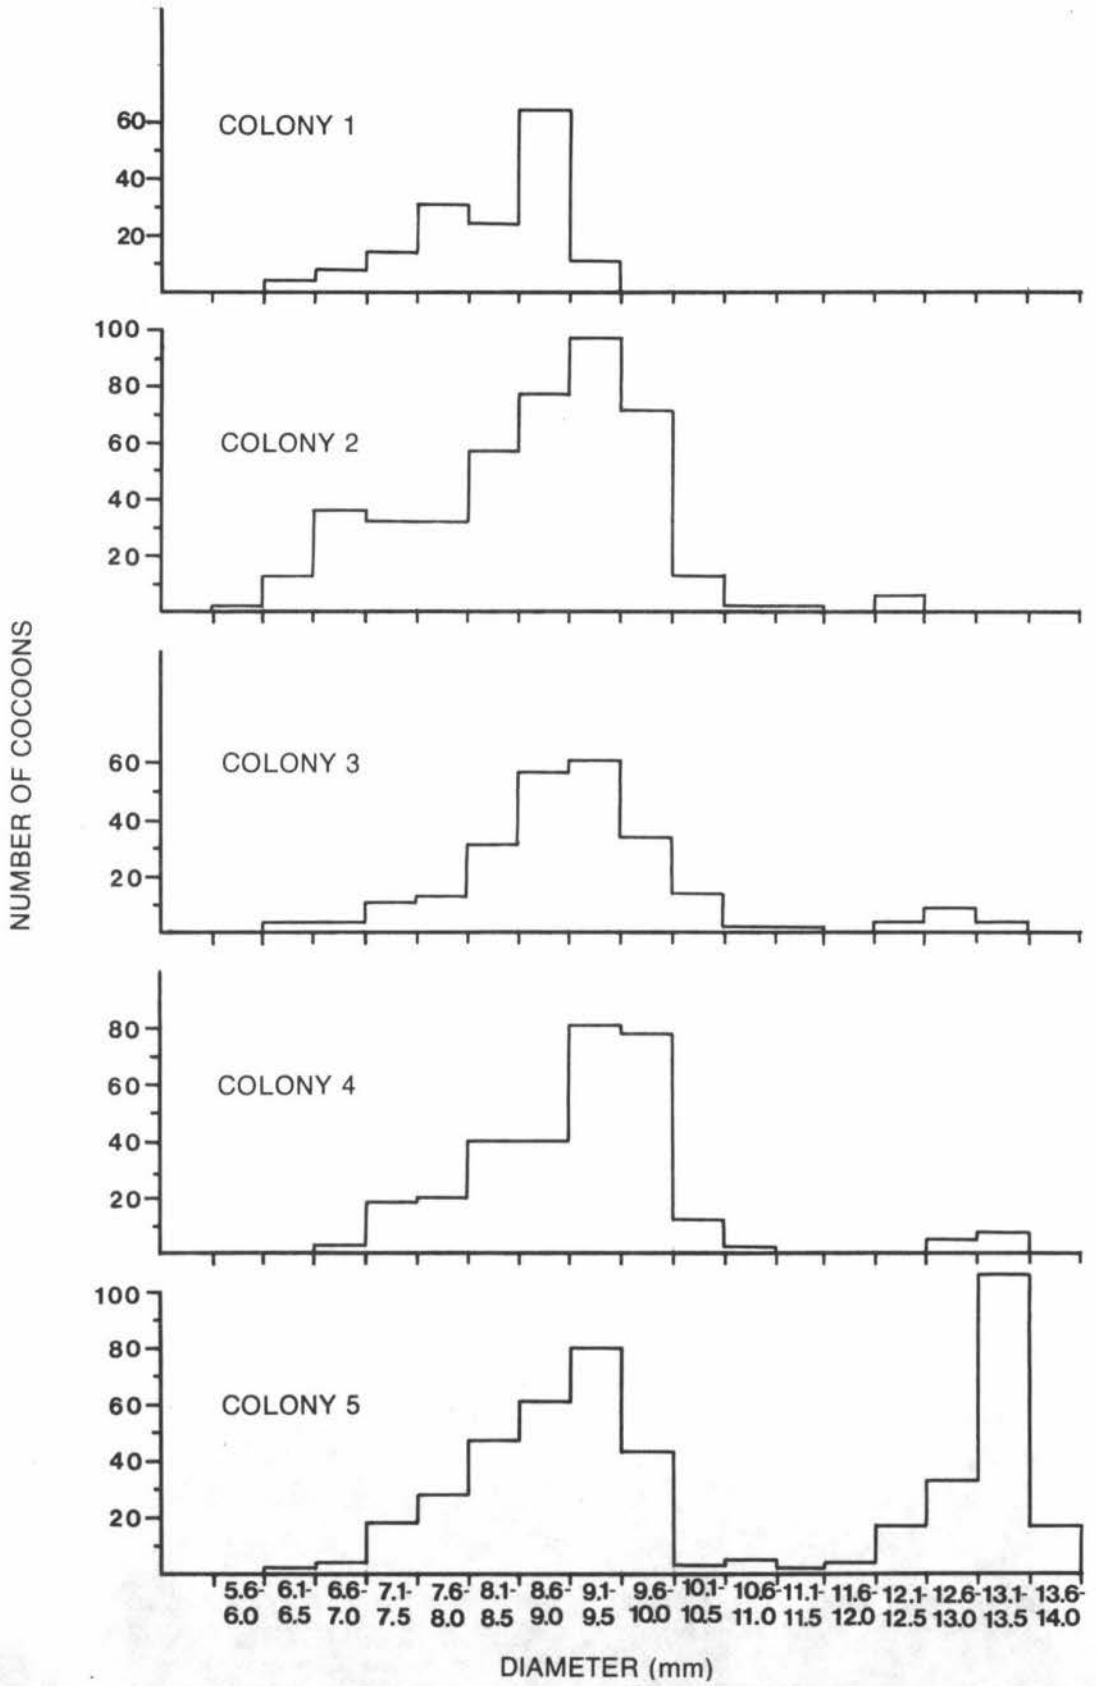 60
COLONY 1
40
20
100
80
60
COLONY 2
40
20
NUMBER OF COCOONS
60
COLONY 3
40
20
80
60
COLONY 4
40
20
100
80
60
COLONY 5
40
20
5.6- 6.1- 6.6- 7.1- 7.6- 8.1- 8.6- 9.1- 9.6- 10.1- 10.6- 11.1- 11.6- 12.1- 12.6- 13.1- 13.6-
6.0 6.5 7.0 7.5 8.0 8.5 9.0 9.5 10.0 10.5 11.0 11.5 12.0 12.5 13.0 13.5 14.0
DIAMETER (mm)